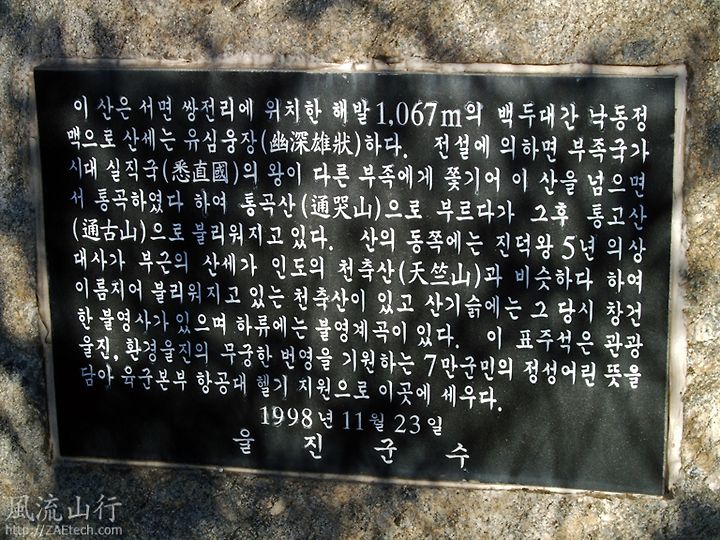 이 산은 서면 쌍전리에 위치한 해발 1,067m의 백두대간 낙동정
맥으로 산세는 유심웅장(幽深雄狀)하다. 전설에 의하면 부족국가
시대 실직국(悉直國)의 왕이 다른 부족에게 쫓기어 이 산을 넘으면
서 통곡하였다 하여 통곡산(通哭山)으로 부르다가 그후 통고산
(通古山)으로 불리워지고 있다. 산의 동쪽에는 진덕왕 5년 의상
대사가 부근의 산세가 인도의 천축산(天竺山)과 비슷하다 하여
이름지어 불리워지고 있는 천축산이 있고 산기슭에는 그 당시 창건
한 불영사가 있으며 하류에는 불영계곡이 있다. 이 표주석은 관광
울진, 환경울진의 무궁한 번영을 기원하는 7만군민의 정성어린 뜻을
담아 육군본부 항공대 헬기 지원으로 이곳에 세우다.
1998년 11월 23일
울 진 군 수
風流山行
http://ZAEtech.com/